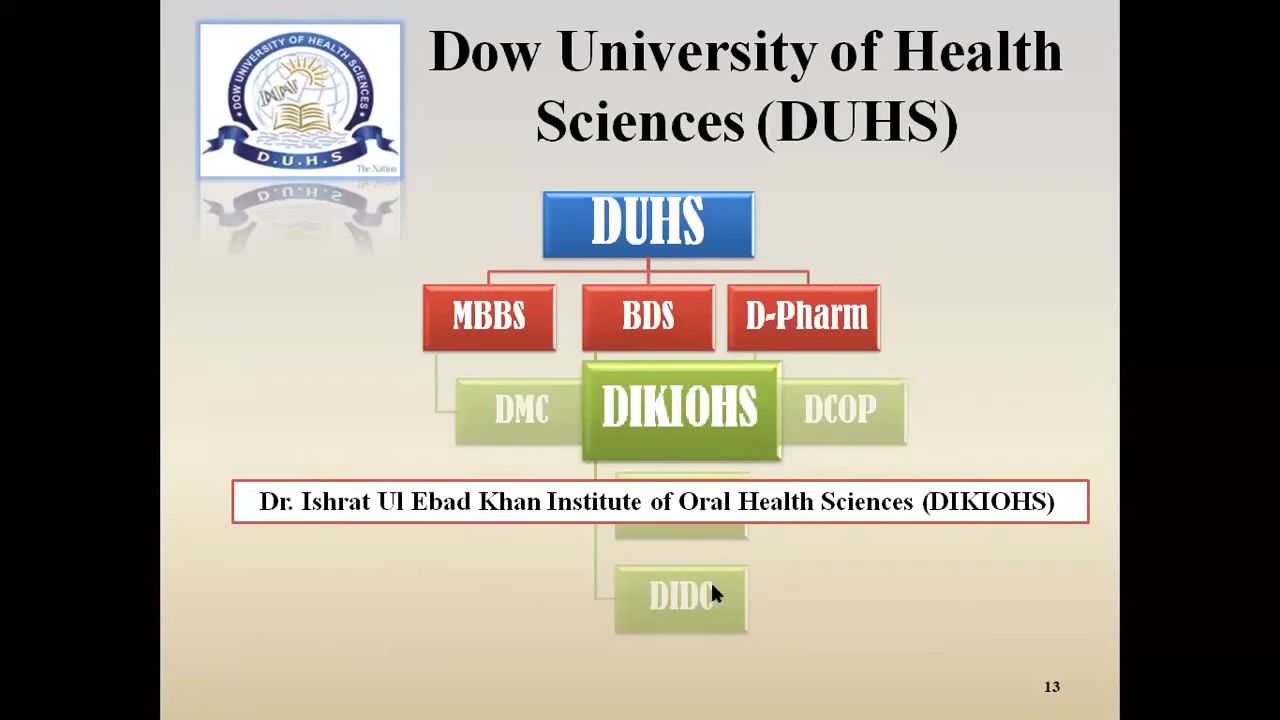 Dow University of Health
Sciences (DUHS)
DOW UNIVERSITY OF HEALTH SCIENCES
D.U.H.S
The Nation
DUHS
MBBS
BDS
D-Pharm
DMC
DIKIOHS
DCOP
Dr. Ishrat Ul Ebad Khan Institute of Oral Health Sciences (DIKIOHS)
13